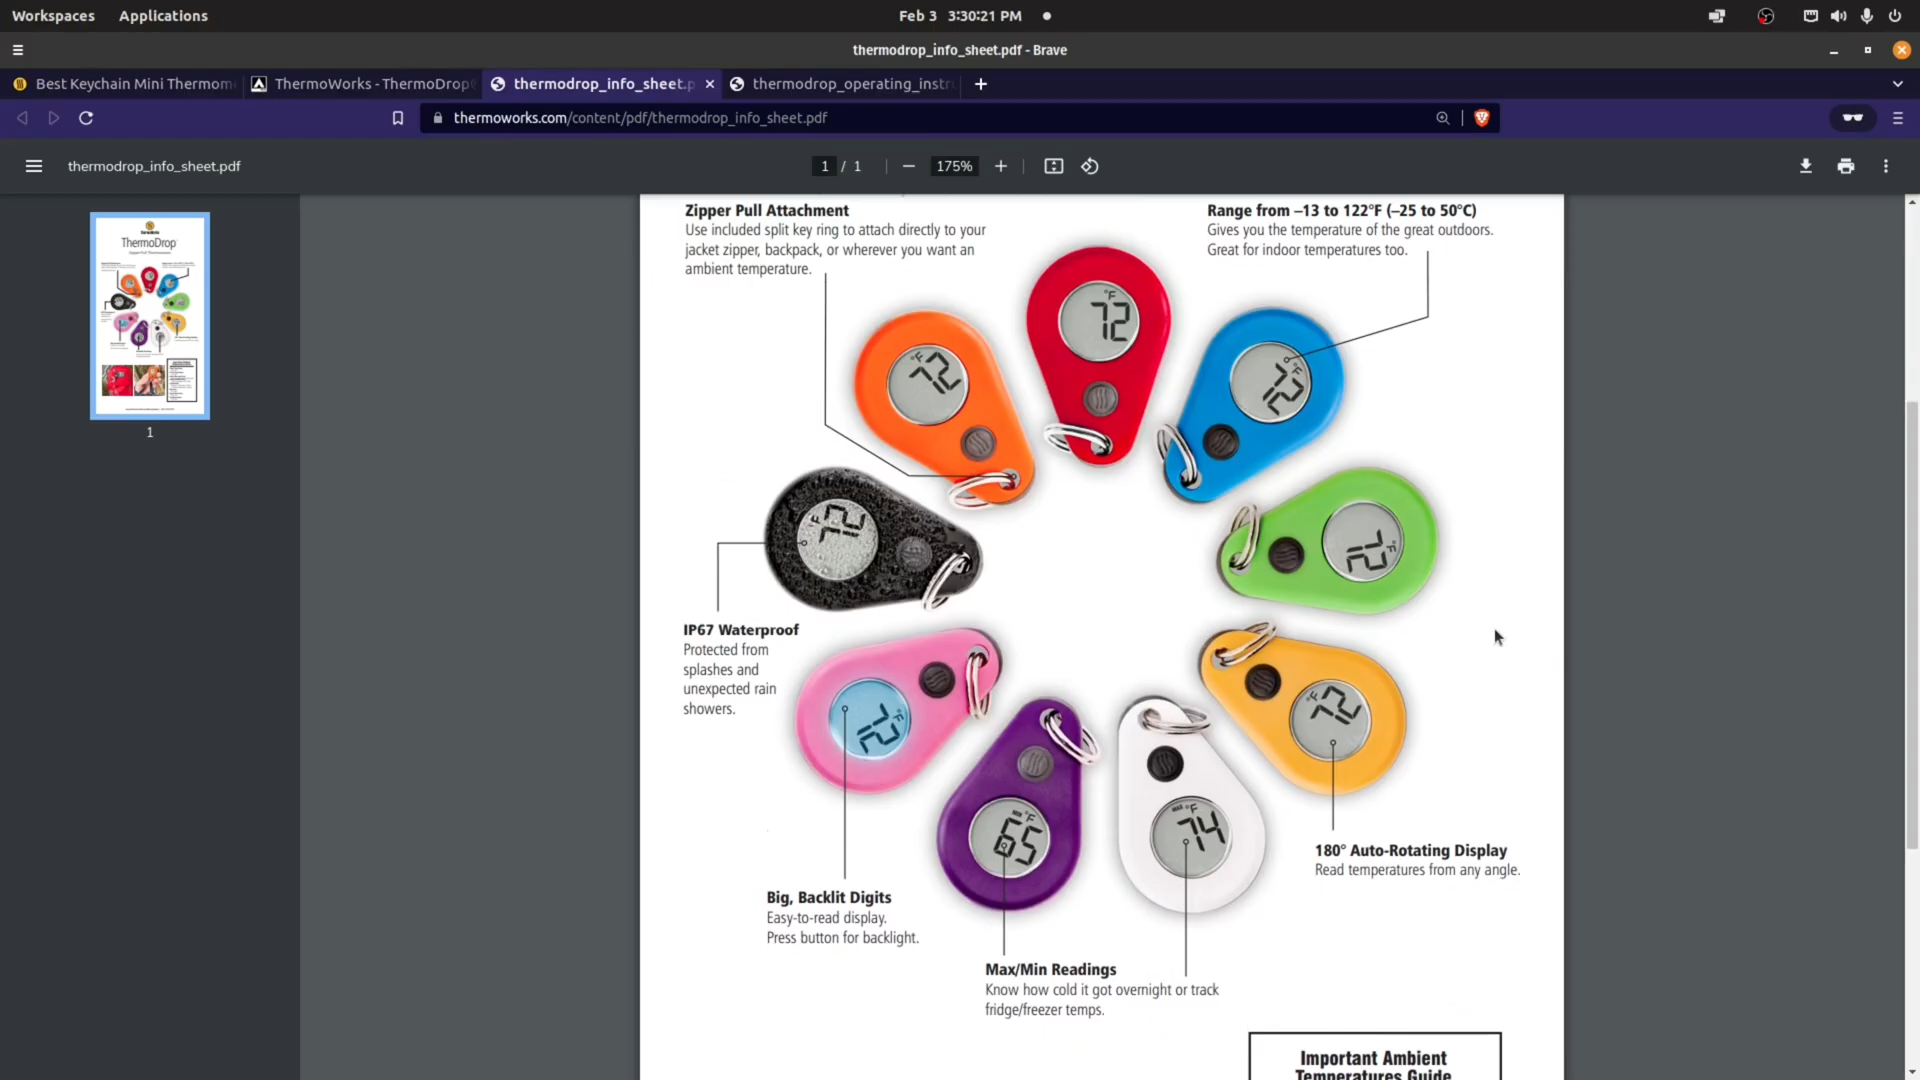 Workspaces Applications Feb 3 3:30:21 PM
thermodrop_info_sheet.pdf - Brave
Best Keychain Mini Thermom ThermoWorks - ThermoDrop® thermodrop_info_sheet.p thermodrop_operating_instr
thermoworks.com/content/pdf/thermodrop_info_sheet.pdf
thermodrop_info_sheet.pdf 1 / 1 175%
ThermoDrop
1
Zipper Pull Attachment
Use included split key ring to attach directly to your
jacket zipper, backpack, or wherever you want an
ambient temperature.
Range from –13 to 122°F (–25 to 50°C)
Gives you the temperature of the great outdoors.
Great for indoor temperatures too.
°F
72
°F
72
°F
72
°F
72
°F
72
IP67 Waterproof
Protected from
splashes and
unexpected rain
showers.
°F
72
°F
72
MIN °F
65
MAX °F
74
180° Auto-Rotating Display
Read temperatures from any angle.
Big, Backlit Digits
Easy-to-read display.
Press button for backlight.
Max/Min Readings
Know how cold it got overnight or track
fridge/freezer temps.
Important Ambient
Temperatures Guide